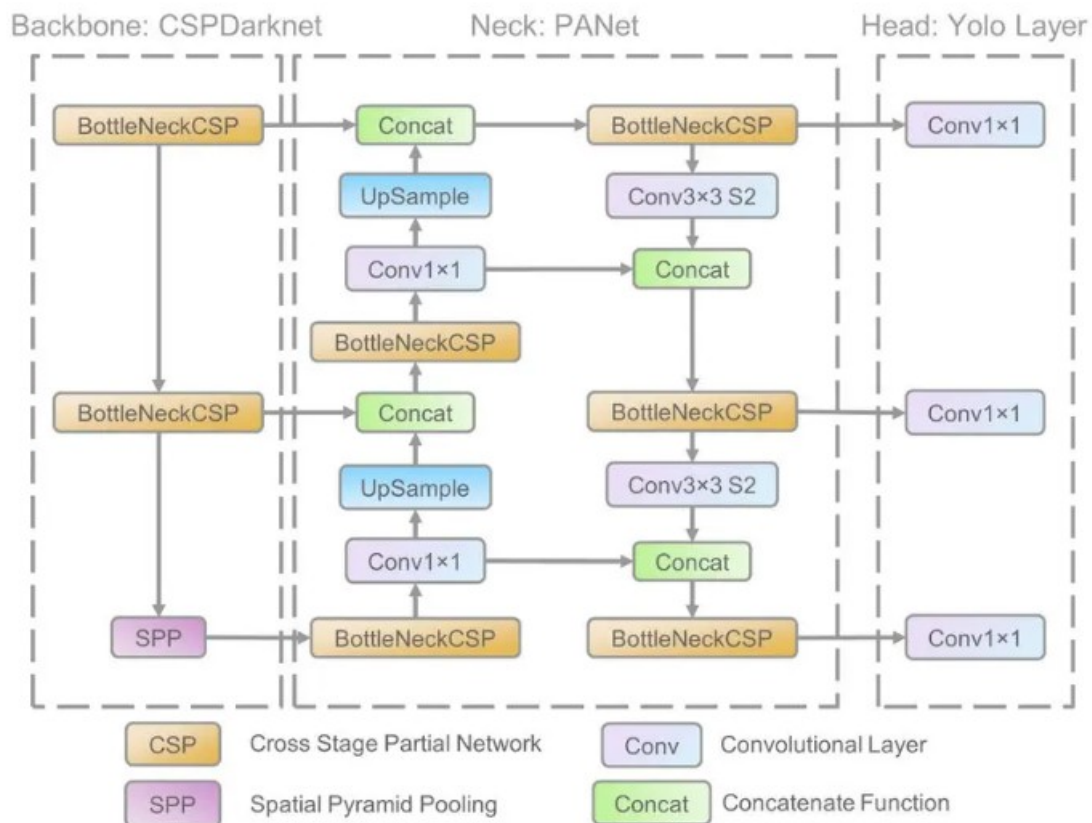 Backbone: CSPDarknet
Neck: PANet
Head: Yolo Layer
BottleNeckCSP
Concat
BottleNeckCSP
Conv1×1
UpSample
Conv3×3 S2
Conv1×1
Concat
BottleNeckCSP
BottleNeckCSP
Concat
BottleNeckCSP
Conv1×1
UpSample
Conv3×3 S2
Conv1×1
Concat
SPP
BottleNeckCSP
BottleNeckCSP
Conv1×1
CSP
Cross Stage Partial Network
Conv
Convolutional Layer
SPP
Spatial Pyramid Pooling
Concat
Concatenate Function